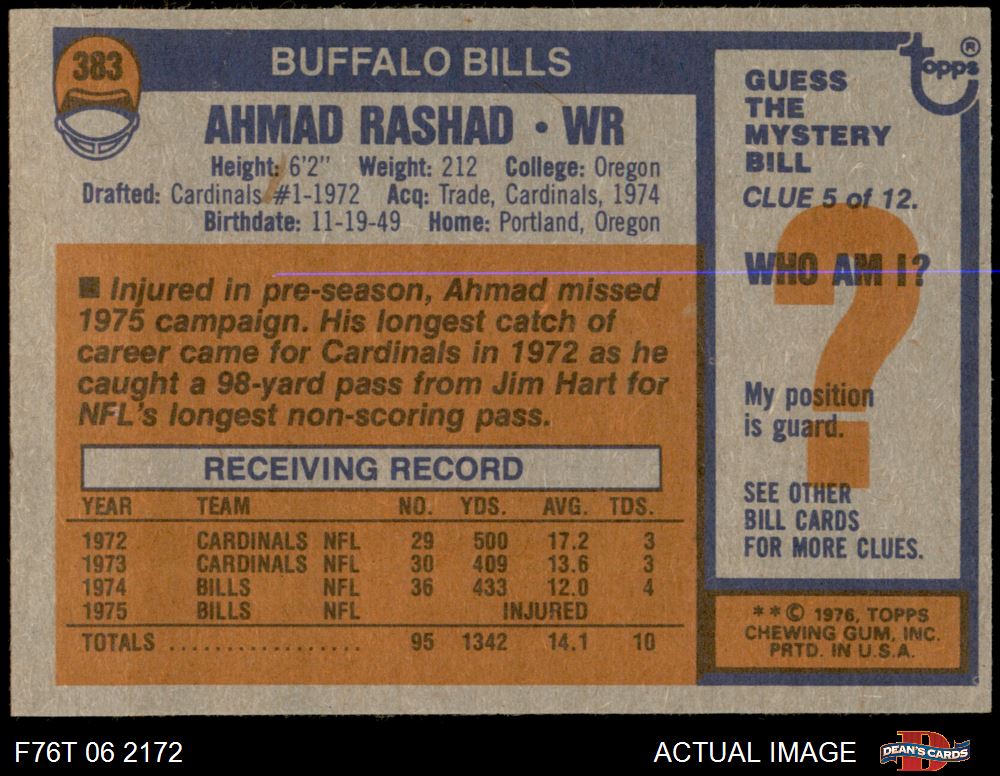 383
BUFFALO BILLS
AHMAD RASHAD • WR
Height: 6'2" Weight: 212 College: Oregon
Drafted: Cardinals #1-1972 Acq: Trade, Cardinals, 1974
Birthdate: 11-19-49 Home: Portland, Oregon
■ Injured in pre-season, Ahmad missed
1975 campaign. His longest catch of
career came for Cardinals in 1972 as he
caught a 98-yard pass from Jim Hart for
NFL's longest non-scoring pass.
RECEIVING RECORD
YEAR TEAM NO. YDS. AVG. TDS.
1972 CARDINALS NFL 29 500 17.2 3
1973 CARDINALS NFL 30 409 13.6 3
1974 BILLS NFL 36 433 12.0 4
1975 BILLS NFL INJURED
TOTALS ................. 95 1342 14.1 10
topps ®
GUESS
THE
MYSTERY
BILL
CLUE 5 of 12.
WHO AM I?
?
My position
is guard.
SEE OTHER
BILL CARDS
FOR MORE CLUES.
**© 1976, TOPPS
CHEWING GUM, INC.
PRTD. IN U.S.A.
F76T 06 2172
ACTUAL IMAGE
D
DEAN'S CARDS